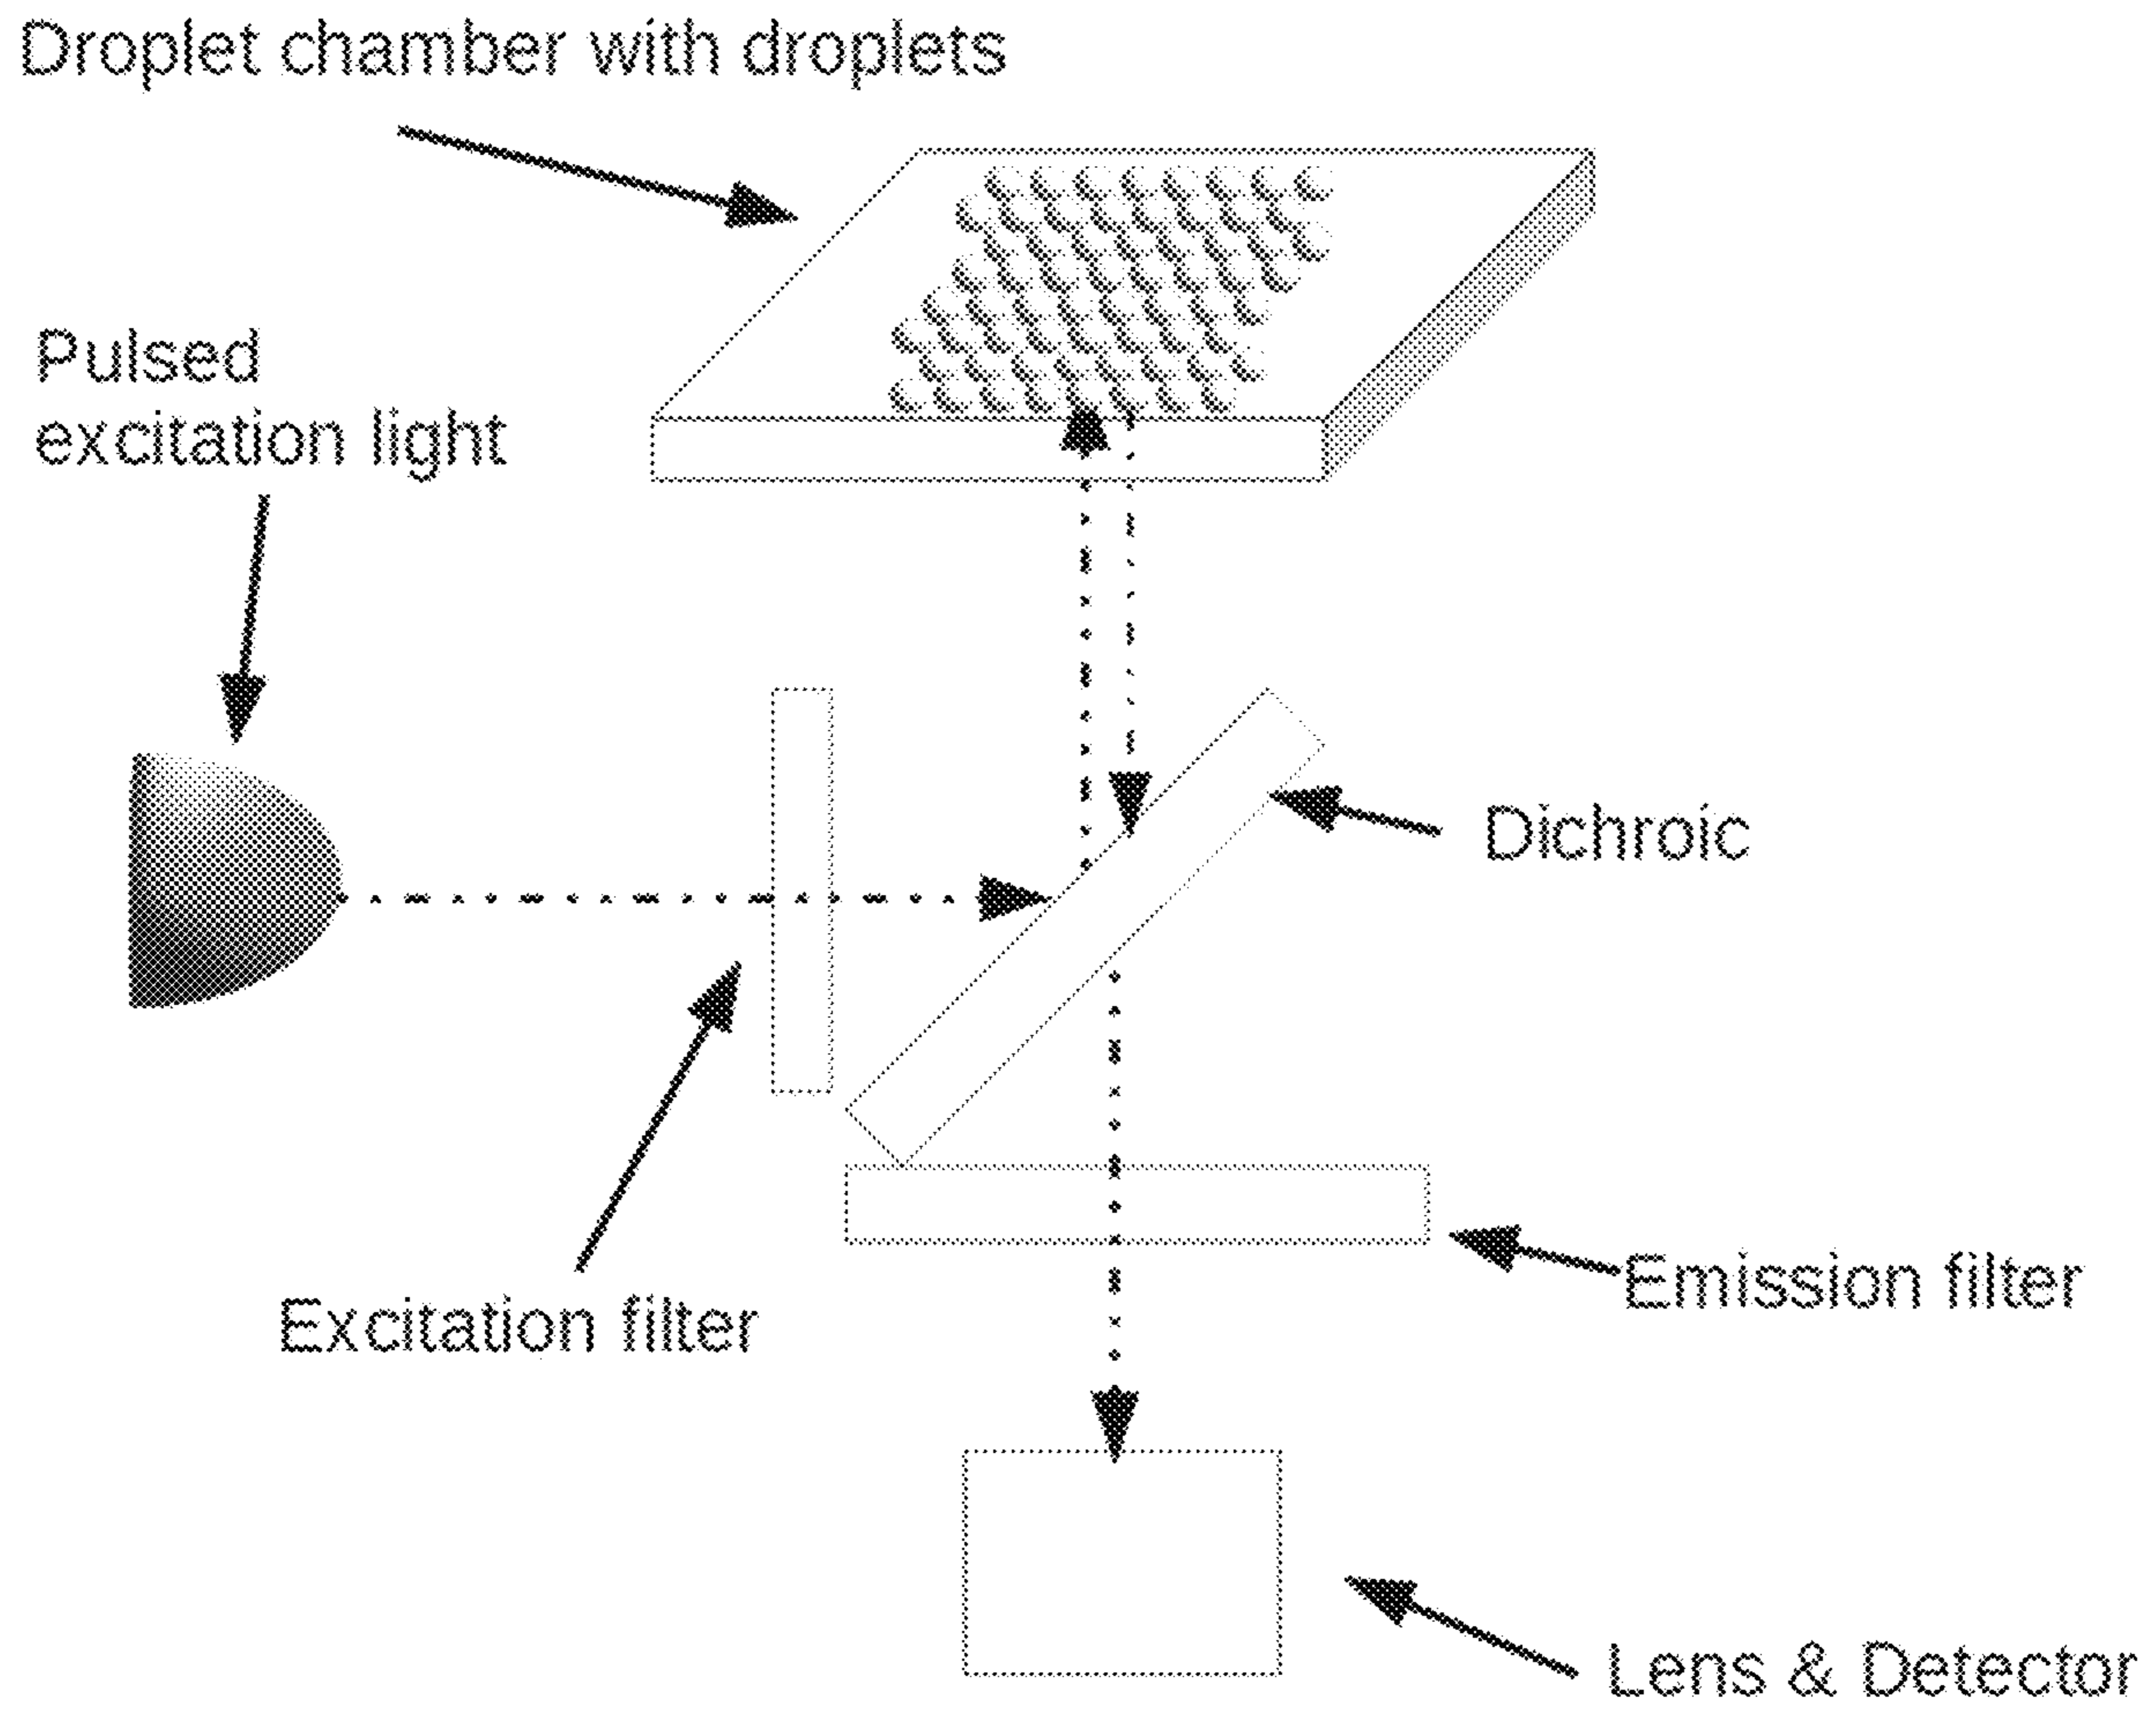 Droplet chamber with droplets
Pulsed
excitation light
Dichroic
Excitation filter
Emission filter
Lens & Detector